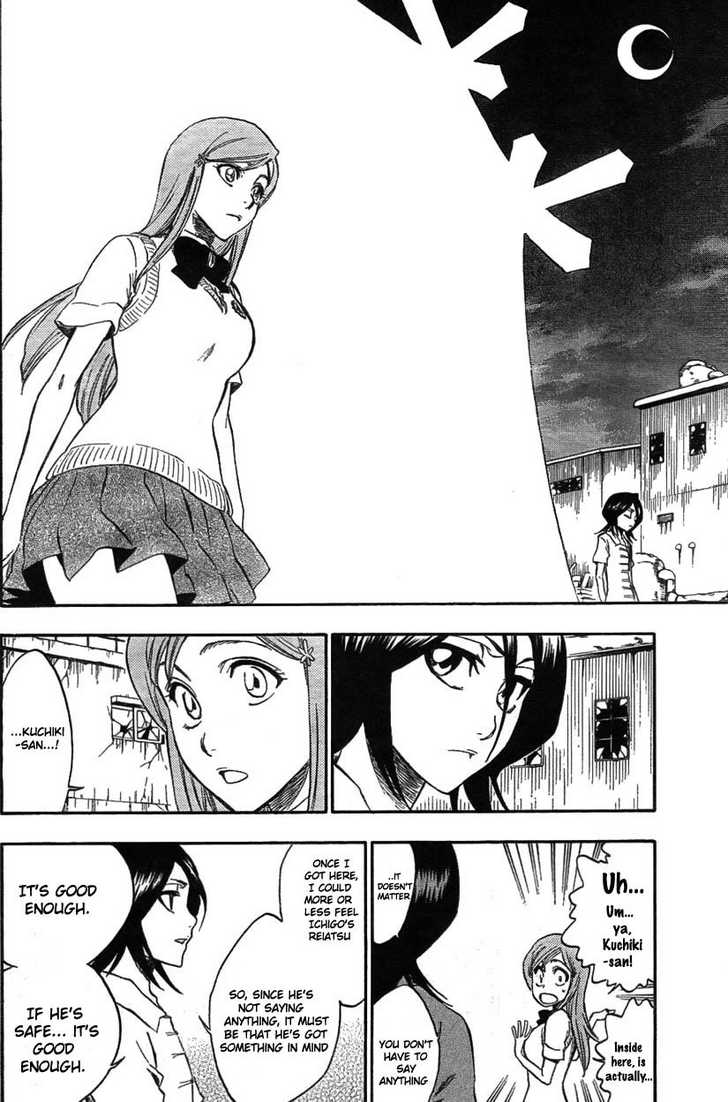 ...KUCHIKI
-SAN...!
Uh...
Um...
ya,
Kuchiki
-san!
Inside
here, is
actually...
..IT
DOESN'T
MATTER
YOU DON'T
HAVE TO
SAY
ANYTHING
ONCE I
GOT HERE,
I COULD
MORE OR
LESS FEEL
ICHIGO'S
REIATSU
SO, SINCE HE'S
NOT SAYING
ANYTHING, IT MUST
BE THAT HE'S GOT
SOMETHING IN MIND
IT'S GOOD
ENOUGH.
IF HE'S
SAFE... IT'S
GOOD
ENOUGH.